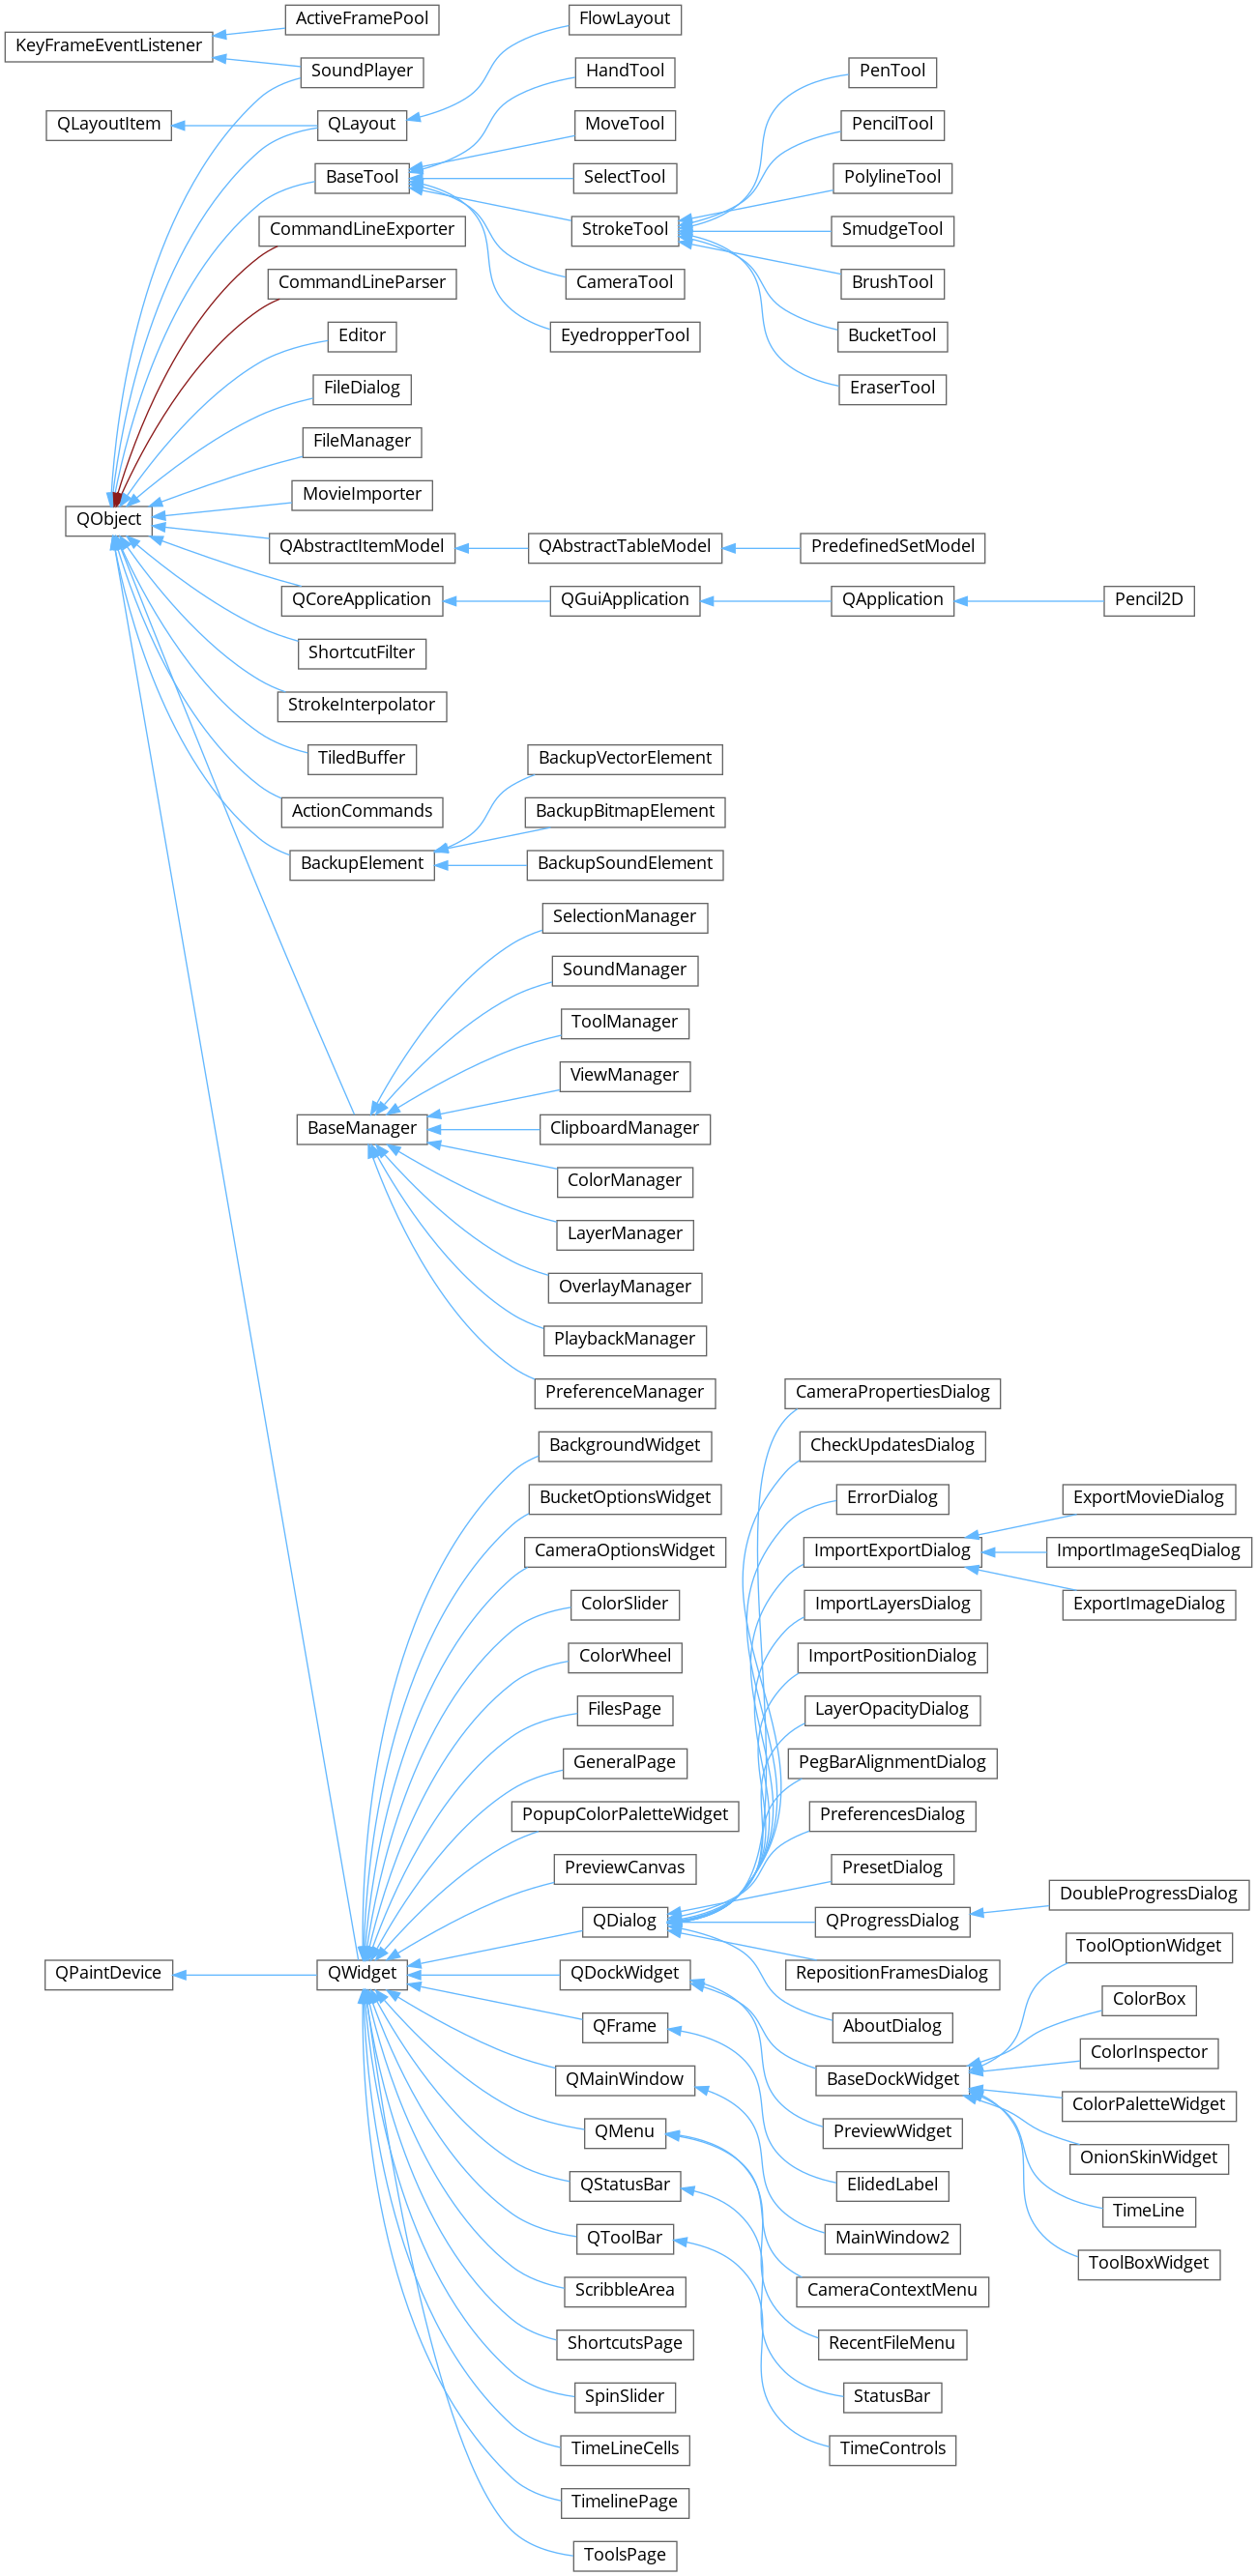 KeyFrameEventListener
ActiveFramePool
SoundPlayer
QLayoutItem
QLayout
FlowLayout
BaseTool
HandTool
MoveTool
SelectTool
StrokeTool
CameraTool
EyedropperTool
PenTool
PencilTool
PolylineTool
SmudgeTool
BrushTool
BucketTool
EraserTool
CommandLineExporter
CommandLineParser
Editor
FileDialog
FileManager
MovieImporter
QObject
QAbstractItemModel
QAbstractTableModel
PredefinedSetModel
QCoreApplication
QGuiApplication
QApplication
Pencil2D
ShortcutFilter
StrokeInterpolator
TiledBuffer
ActionCommands
BackupElement
BackupVectorElement
BackupBitmapElement
BackupSoundElement
BaseManager
SelectionManager
SoundManager
ToolManager
ViewManager
ClipboardManager
ColorManager
LayerManager
OverlayManager
PlaybackManager
PreferenceManager
QPaintDevice
QWidget
BackgroundWidget
BucketOptionsWidget
CameraOptionsWidget
ColorSlider
ColorWheel
FilesPage
GeneralPage
PopupColorPaletteWidget
PreviewCanvas
QDialog
QDockWidget
QFrame
QMainWindow
QMenu
QStatusBar
QToolBar
ScribbleArea
ShortcutsPage
SpinSlider
TimeLineCells
TimelinePage
ToolsPage
CameraPropertiesDialog
CheckUpdatesDialog
ErrorDialog
ImportExportDialog
ImportLayersDialog
ImportPositionDialog
LayerOpacityDialog
PegBarAlignmentDialog
PreferencesDialog
PresetDialog
QProgressDialog
RepositionFramesDialog
AboutDialog
BaseDockWidget
PreviewWidget
ElidedLabel
MainWindow2
CameraContextMenu
RecentFileMenu
StatusBar
TimeControls
ExportMovieDialog
ImportImageSeqDialog
ExportImageDialog
DoubleProgressDialog
ToolOptionWidget
ColorBox
ColorInspector
ColorPaletteWidget
OnionSkinWidget
TimeLine
ToolBoxWidget